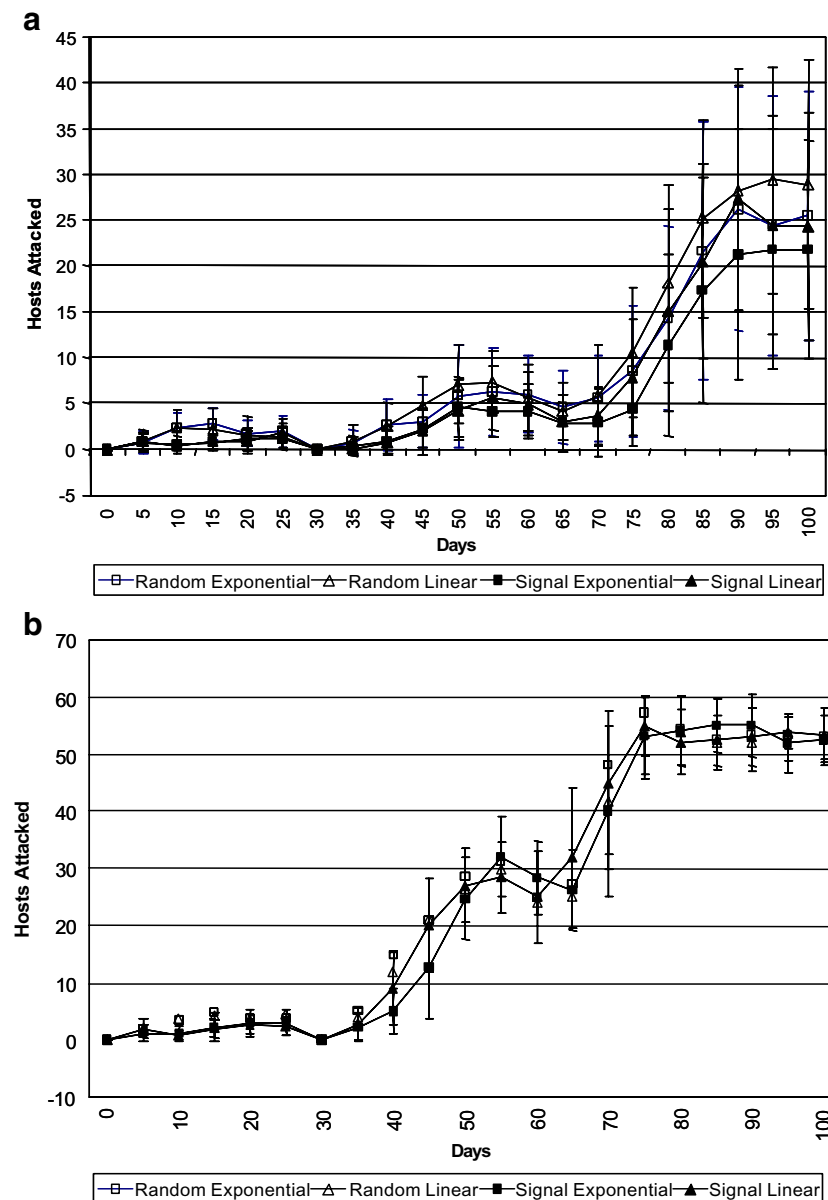 a
45
40
35
30
25
20
15
10
5
0
-5
Hosts Attacked
0 5 10 15 20 25 30 35 40 45 50 55 60 65 70 75 80 85 90 95 100
Days
Random Exponential Random Linear Signal Exponential Signal Linear
b
70
60
50
40
30
20
10
0
-10
Hosts Attacked
0 10 20 30 40 50 60 70 80 90 100
Days
Random Exponential Random Linear Signal Exponential Signal Linear